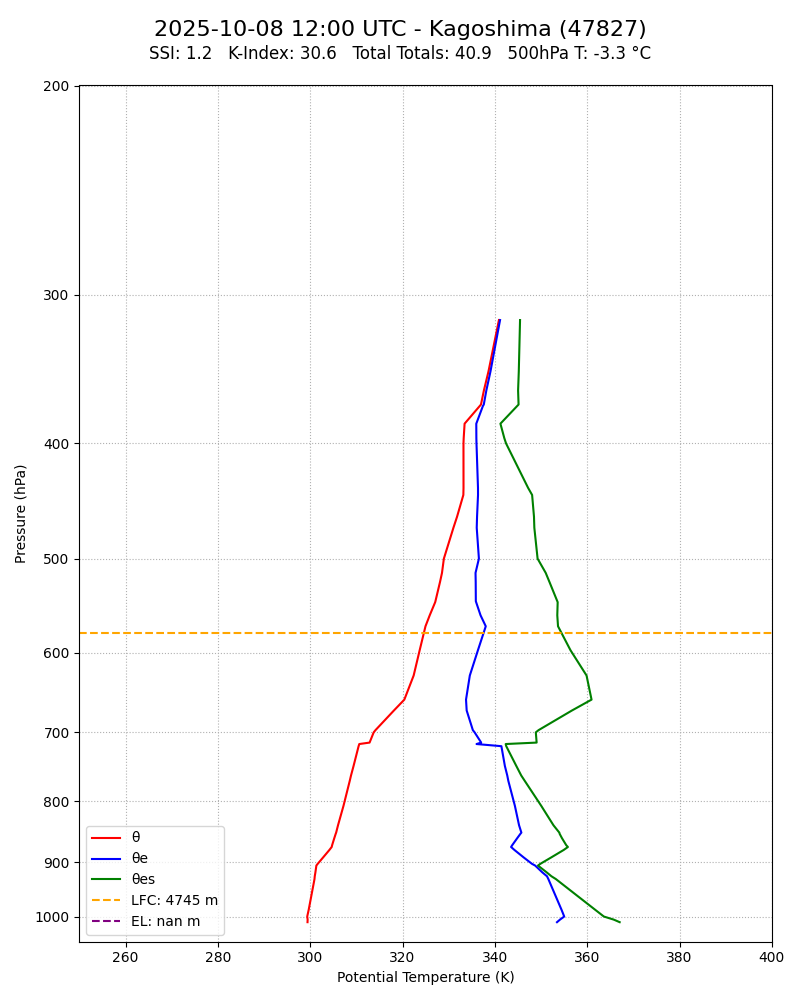 2025-10-08 12:00 UTC - Kagoshima (47827)
SSI: 1.2   K-Index: 30.6   Total Totals: 40.9   500hPa T: -3.3 °C
Pressure (hPa)
200
300
400
500
600
700
800
900
1000
θ
θe
θes
LFC: 4745 m
EL: nan m
260 280 300 320 340 360 380 400
Potential Temperature (K)